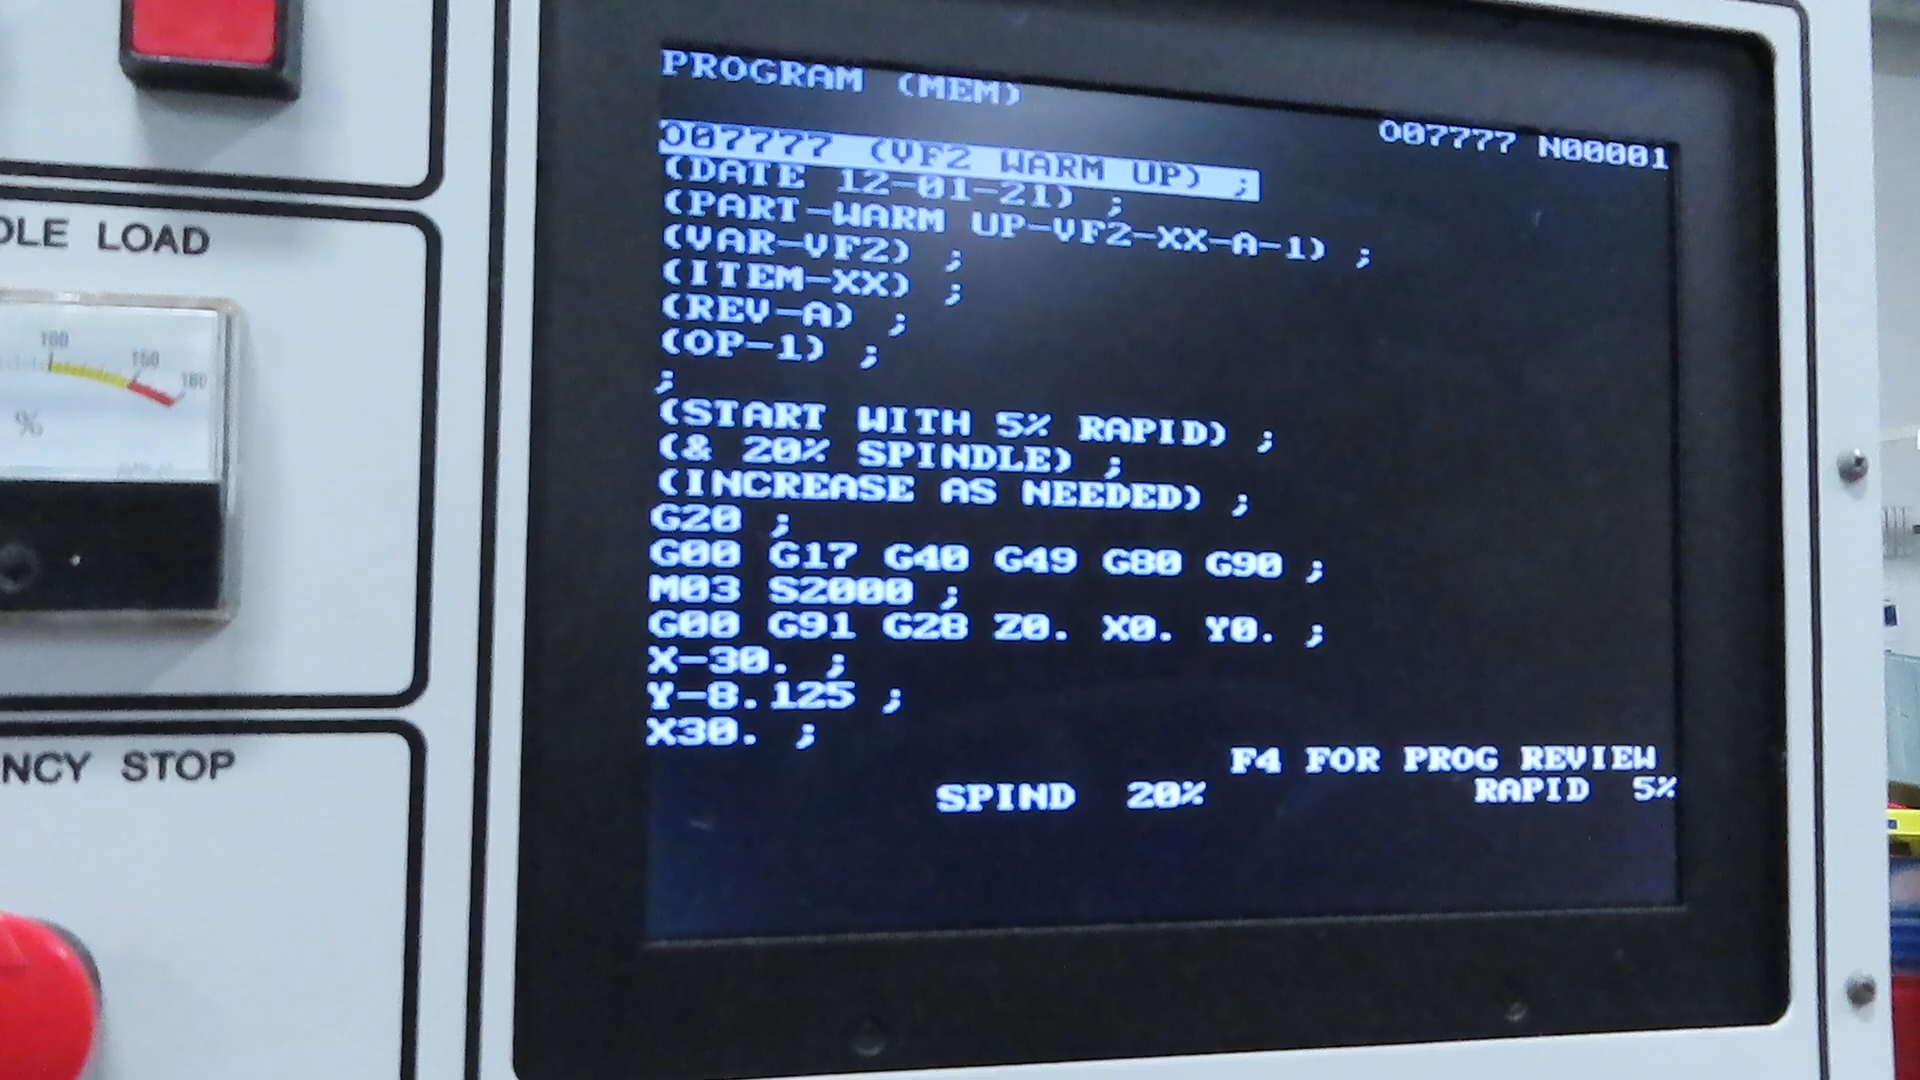 PROGRAM (MEM)
O07777 N00001
O07777 (VF2 WARM UP) ;
(DATE 12-01-21) ;
(PART-WARM UP-VF2-XX-A-1) ;
(VAR-VF2) ;
(ITEM-XX) ;
(REV-A) ;
(OP-1) ;
;
(START WITH 5% RAPID) ;
(& 20% SPINDLE) ;
(INCREASE AS NEEDED) ;
G20 ;
G00 G17 G40 G49 G80 G90 ;
M03 S2000 ;
G00 G91 G28 Z0. X0. Y0. ;
X-30. ;
Y-8.125 ;
X30. ;
F4 FOR PROG REVIEW
SPIND 20% RAPID 5%
DLE LOAD
100 150 180
%
NCY STOP